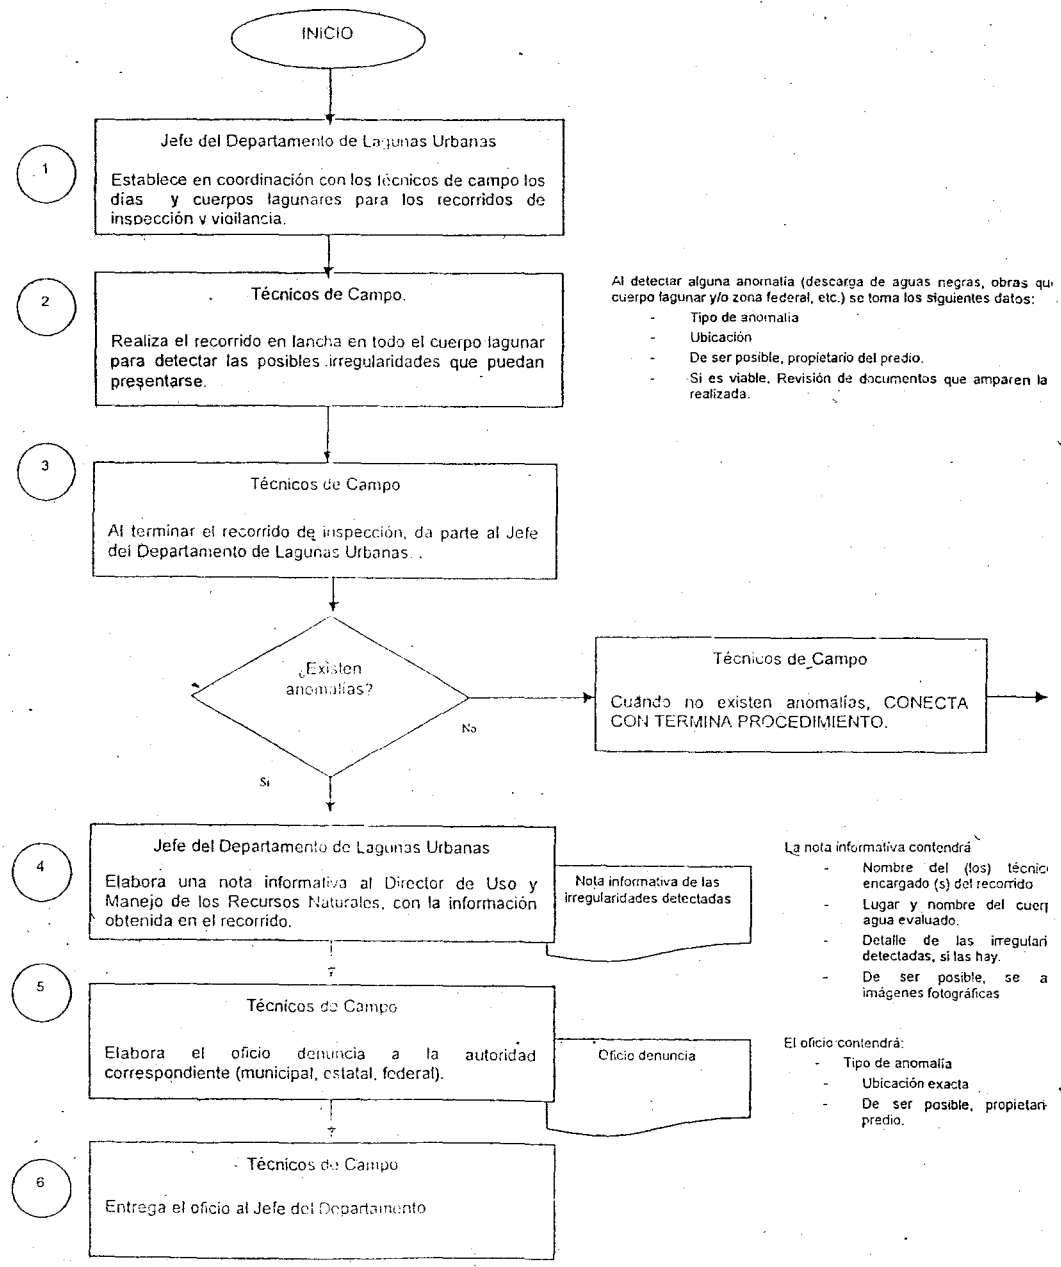 INICIO
1
Jefe del Departamento de Lagunas Urbanas
Establece en coordinación con los técnicos de campo los
días y cuerpos lagunares para los recorridos de
inspección y vigilancia.
2
Técnicos de Campo.
Realiza el recorrido en lancha en todo el cuerpo lagunar
para detectar las posibles irregularidades que puedan
presentarse.
Al detectar alguna anomalía (descarga de aguas negras, obras que
cuerpo lagunar y/o zona federal, etc.) se toma los siguientes datos:
- Tipo de anomalía
- Ubicación
- De ser posible, propietario del predio.
- Si es viable, Revisión de documentos que amparen la
realizada.
3
Técnicos de Campo
Al terminar el recorrido de inspección, da parte al Jefe
del Departamento de Lagunas Urbanas.
¿Existen
anomalías?
No
Si
Técnicos de Campo
Cuándo no existen anomalías, CONECTA
CON TERMINA PROCEDIMIENTO.
4
Jefe del Departamento de Lagunas Urbanas
Elabora una nota informativa al Director de Uso y
Manejo de los Recursos Naturales, con la información
obtenida en el recorrido.
Nota informativa de las
irregularidades detectadas
La nota informativa contendrá
- Nombre del (los) técnic
encargado (s) del recorrido
- Lugar y nombre del cuerp
agua evaluado.
- Detalle de las irregulari
detectadas, si las hay.
- De ser posible, se a
imágenes fotográficas
5
Técnicos de Campo
Elabora el oficio denuncia a la autoridad
correspondiente (municipal, estatal, federal).
Oficio denuncia
El oficio contendrá:
- Tipo de anomalía
- Ubicación exacta
- De ser posible, propietari
predio.
6
Técnicos de Campo
Entrega el oficio al Jefe del Departamento